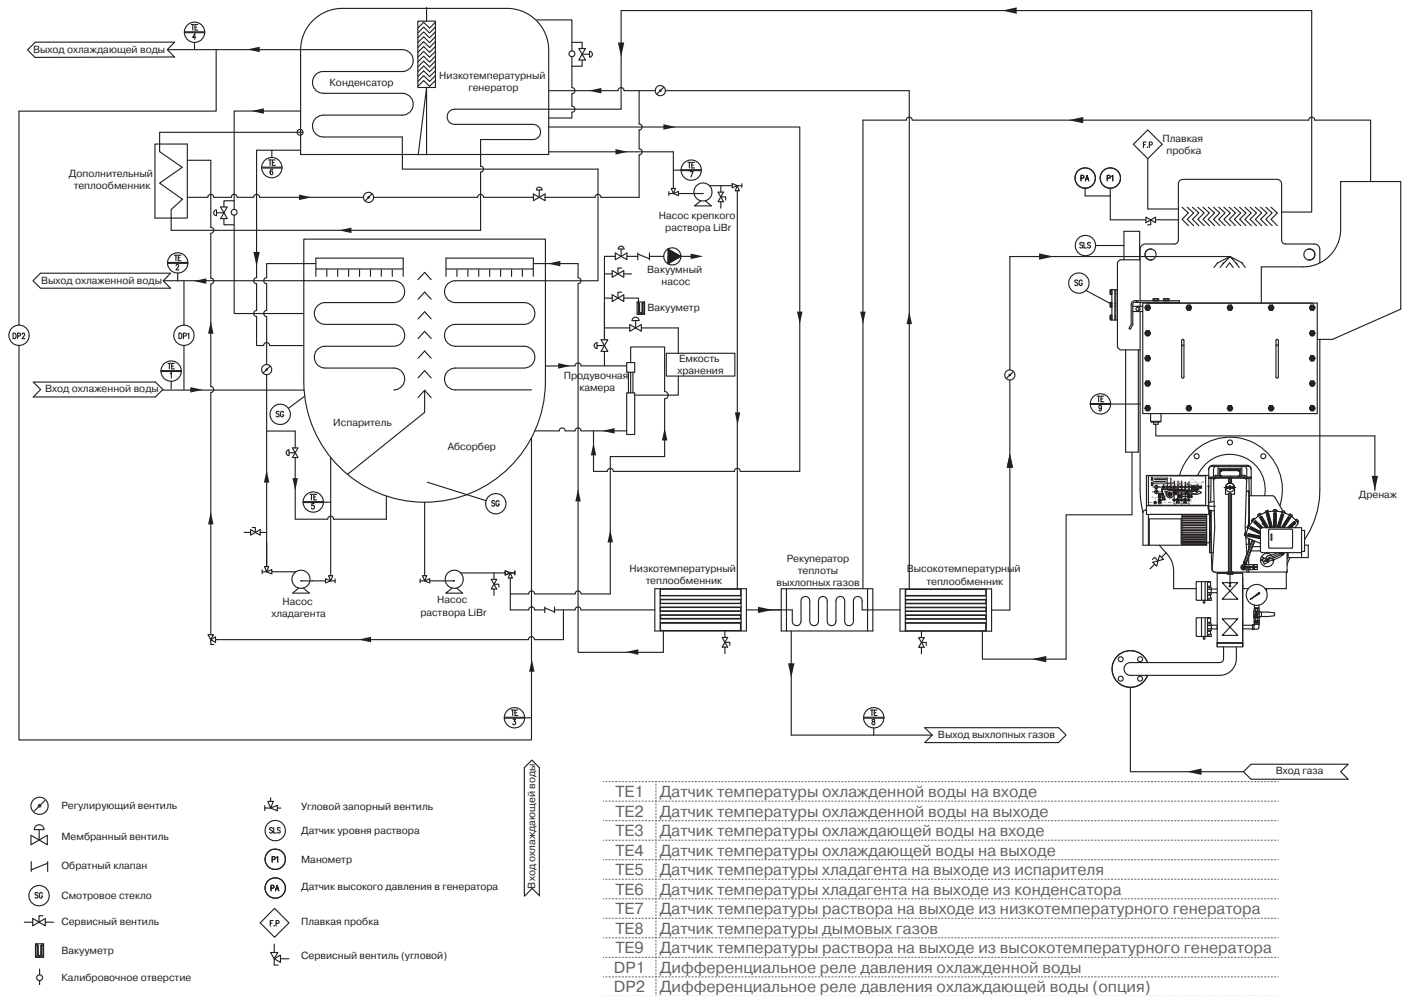 TE
4
Выход охлаждающей воды
Конденсатор
Низкотемпературный
генератор
Дополнительный
теплообменник
TE
6
TE
7
Насос крепкого
раствора LiBr
Плавкая
пробка
F.P
PA
P1
SLS
SG
TE
2
Выход охлажденной воды
DP2
DP1
TE
1
Вход охлажденной воды
Вакуумный
насос
Вакууметр
Емкость
хранения
Продувочная
камера
SG
Испаритель
Абсорбер
TE
5
SG
TE
9
Дренаж
Насос
хладагента
Насос
раствора LiBr
Низкотемпературный
теплообменник
Рекуператор
теплоты
выхлопных газов
Высокотемпературный
теплообменник
TE
3
TE
8
Выход выхлопных газов
Вход газа
Вход охлаждающей воды
Регулирующий вентиль
Мембранный вентиль
Обратный клапан
SG
Смотровое стекло
Сервисный вентиль
Вакууметр
Калибровочное отверстие
Угловой запорный вентиль
SLS
Датчик уровня раствора
P1
Манометр
PA
Датчик высокого давления в генератора
F.P
Плавкая пробка
Сервисный вентиль (угловой)
TE1 Датчик температуры охлажденной воды на входе
TE2 Датчик температуры охлажденной воды на выходе
TE3 Датчик температуры охлаждающей воды на входе
TE4 Датчик температуры охлаждающей воды на выходе
TE5 Датчик температуры хладагента на выходе из испарителя
TE6 Датчик температуры хладагента на выходе из конденсатора
TE7 Датчик температуры раствора на выходе из низкотемпературного генератора
TE8 Датчик температуры дымовых газов
TE9 Датчик температуры раствора на выходе из высокотемпературного генератора
DP1 Дифференциальное реле давления охлажденной воды
DP2 Дифференциальное реле давления охлаждающей воды (опция)